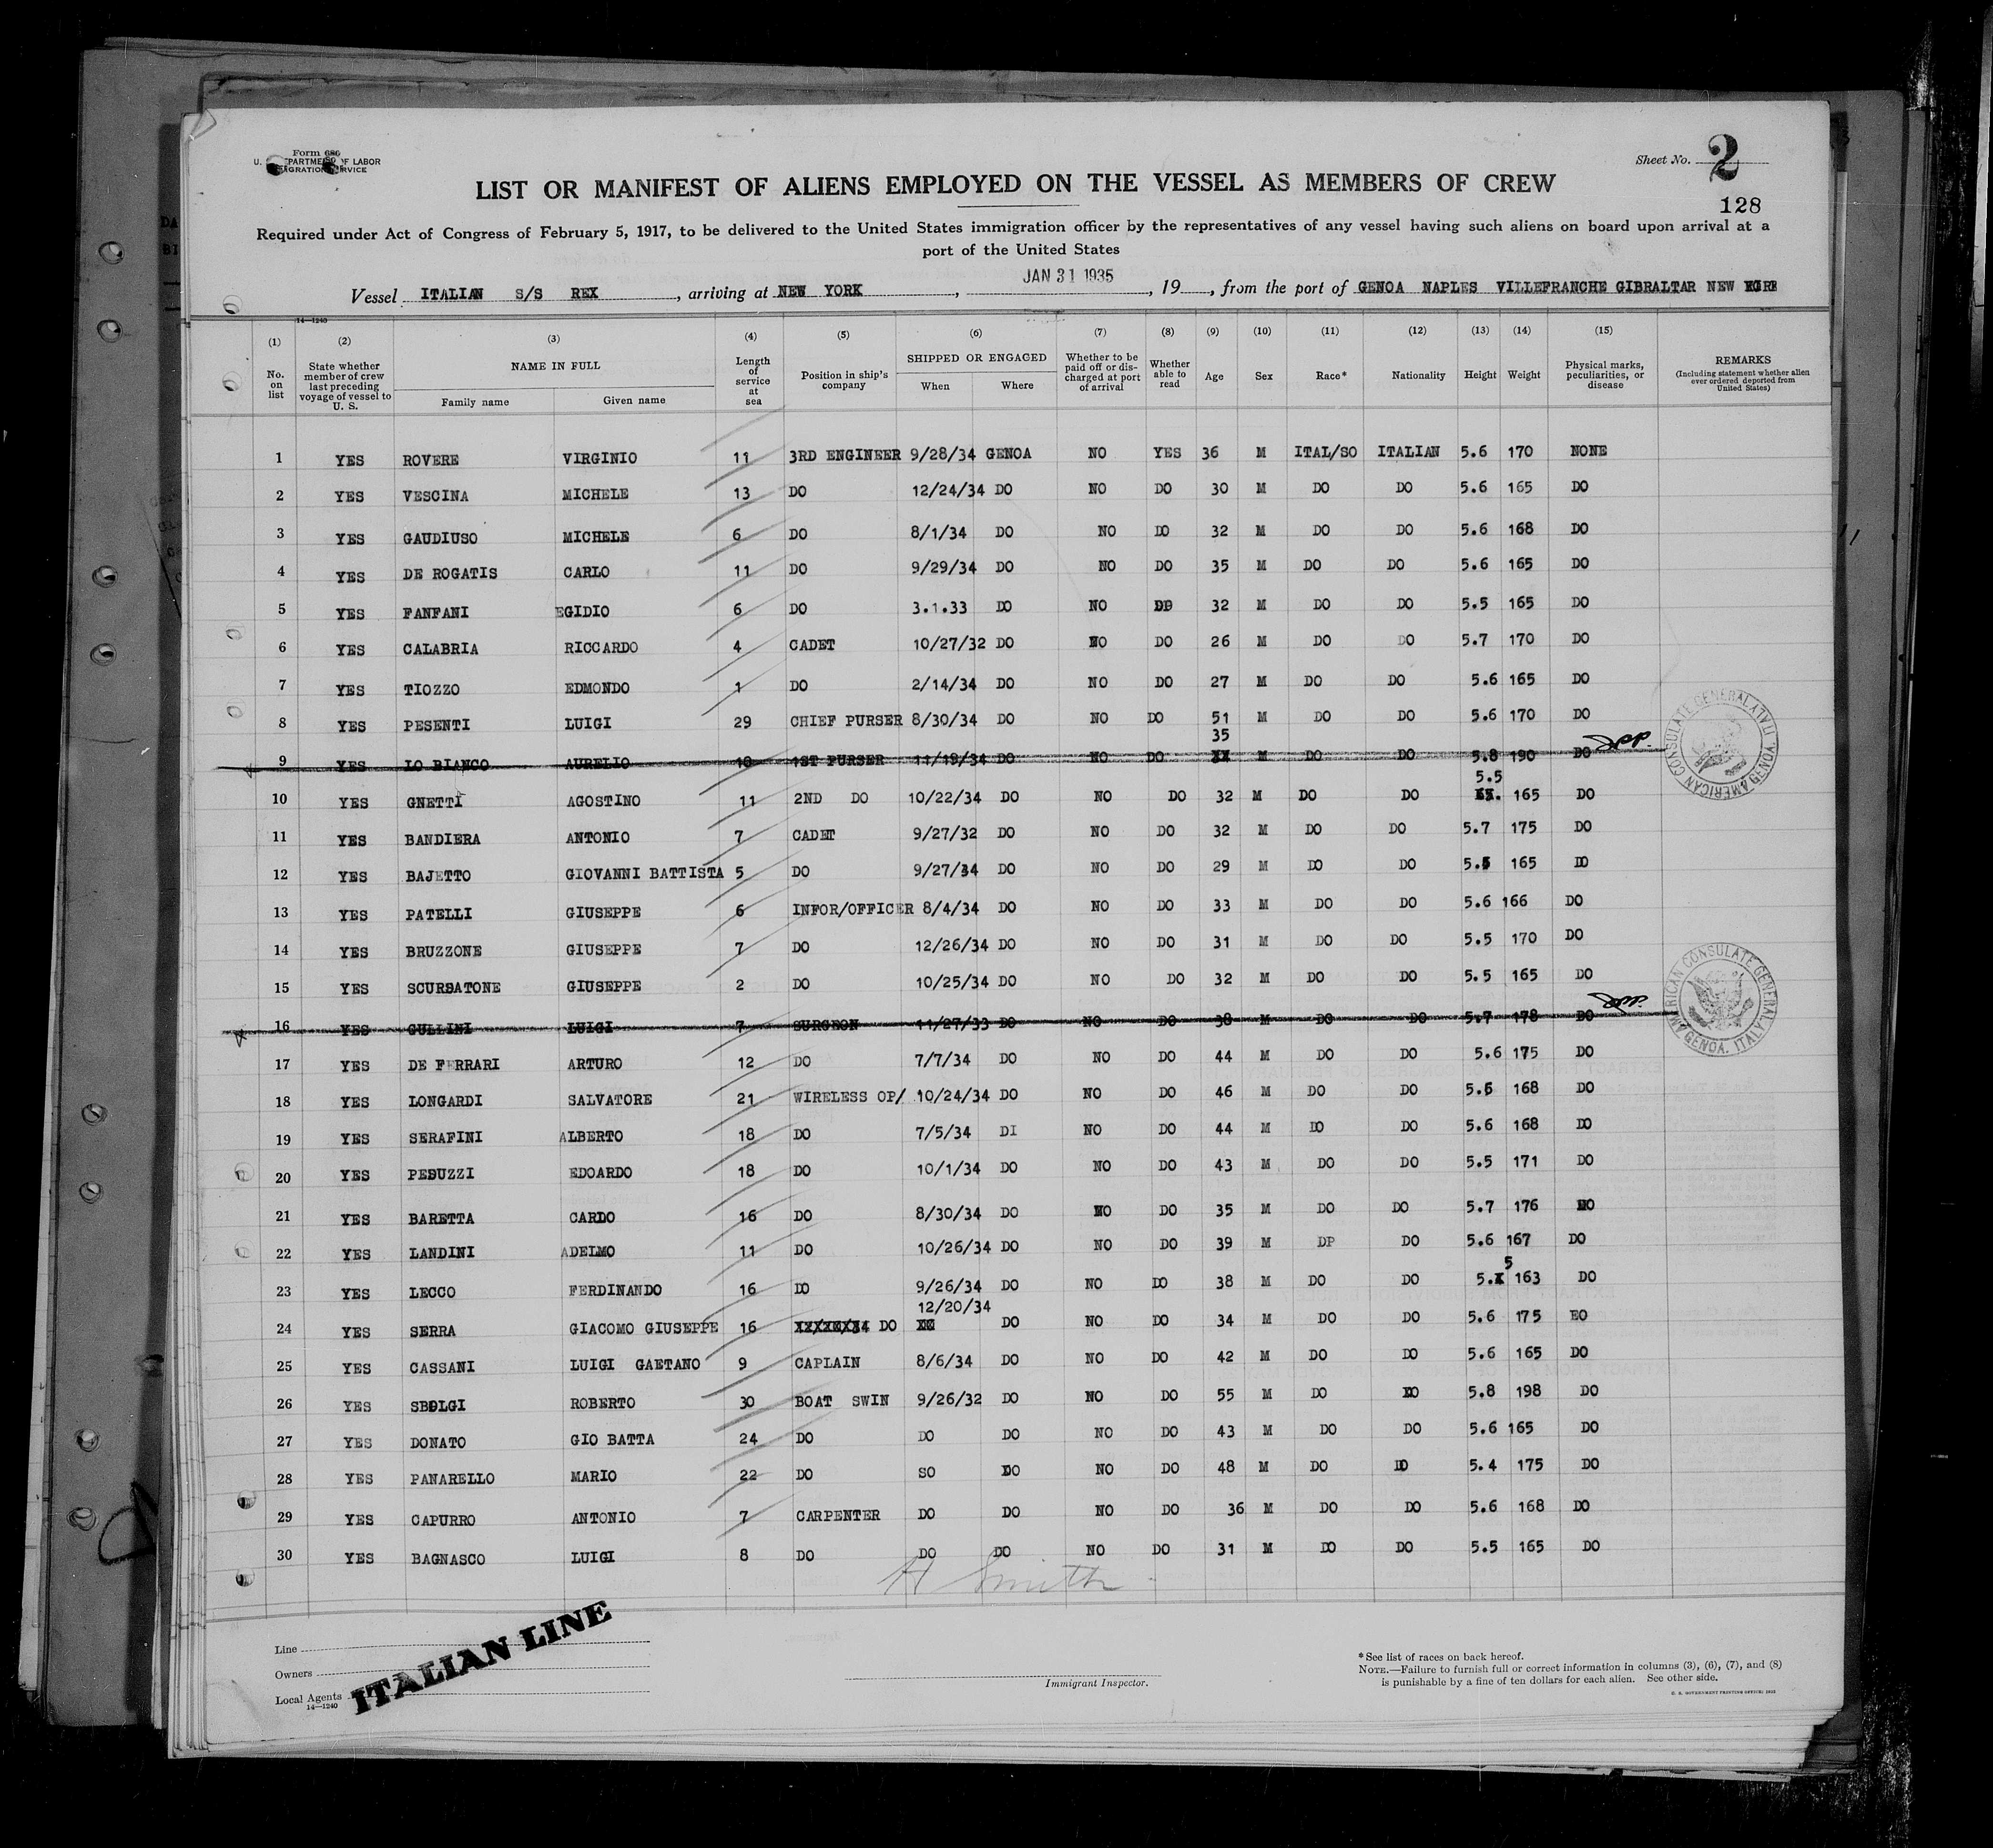 Form 686
U. DEPARTMENT OF LABOR
IMMIGRATION SERVICE
Sheet No. 2
128
LIST OR MANIFEST OF ALIENS EMPLOYED ON THE VESSEL AS MEMBERS OF CREW
Required under Act of Congress of February 5, 1917, to be delivered to the United States immigration officer by the representatives of any vessel having such aliens on board upon arrival at a
port of the United States
Vessel ITALIAN S/S REX, arriving at NEW YORK, JAN 31 1935, 19, from the port of GENOA NAPLES VILLEFRANCHE GIBRALTAR NEW
14—1240
(1) (2) (3) (4) (5) (6) (7) (8) (9) (10) (11) (12) (13) (14) (15)
No. on list
State whether member of crew last preceding voyage of vessel to U. S.
NAME IN FULL
Family name
Given name
Length of service at sea
Position in ship's company
SHIPPED OR ENGAGED
When
Where
Whether to be paid off or discharged at port of arrival
Whether able to read
Age
Sex
Race*
Nationality
Height
Weight
Physical marks, peculiarities, or disease
REMARKS
(Including statement whether alien ever ordered deported from United States)
1 YES ROVERE VIRGINIO 11 3RD ENGINEER 9/28/34 GENOA NO YES 36 M ITAL/SO ITALIAN 5.6 170 NONE
2 YES VESCINA MICHELE 13 DO 12/24/34 DO NO DO 30 M DO DO 5.6 165 DO
3 YES GAUDIUSO MICHELE 6 DO 8/1/34 DO NO DO 32 M DO DO 5.6 168 DO
4 YES DE ROGATIS CARLO 11 DO 9/29/34 DO NO DO 35 M DO DO 5.6 165 DO
5 YES FANFANI EGIDIO 6 DO 3.1.33 DO NO DO 32 M DO DO 5.5 165 DO
6 YES CALABRIA RICCARDO 4 CADET 10/27/32 DO NO DO 26 M DO DO 5.7 170 DO
7 YES TIOZZO EDMONDO 1 DO 2/14/34 DO NO DO 27 M DO DO 5.6 165 DO
8 YES PESENTI LUIGI 29 CHIEF PURSER 8/30/34 DO NO DO 51 M DO DO 5.6 170 DO
9 YES LO BIANCO AURELIO 10 1ST PURSER 11/19/34 DO NO DO 35 M DO DO 5.8 190 DO
10 YES GNETTI AGOSTINO 11 2ND DO 10/22/34 DO NO DO 32 M DO DO 5.5 165 DO
11 YES BANDIERA ANTONIO 7 CADET 9/27/32 DO NO DO 32 M DO DO 5.7 175 DO
12 YES BAJETTO GIOVANNI BATTISTA 5 DO 9/27/34 DO NO DO 29 M DO DO 5.5 165 DO
13 YES PATELLI GIUSEPPE 6 INFOR/OFFICER 8/4/34 DO NO DO 33 M DO DO 5.6 166 DO
14 YES BRUZZONE GIUSEPPE 7 DO 12/26/34 DO NO DO 31 M DO DO 5.5 170 DO
15 YES SCURSATONE GIUSEPPE 2 DO 10/25/34 DO NO DO 32 M DO DO 5.5 165 DO
16 YES GULLINI LUIGI 7 SURGEON 11/27/33 DO NO DO 38 M DO DO 5.7 178 DO
17 YES DE FERRARI ARTURO 12 DO 7/7/34 DO NO DO 44 M DO DO 5.6 175 DO
18 YES LONGARDI SALVATORE 21 WIRELESS OP/ 10/24/34 DO NO DO 46 M DO DO 5.6 168 DO
19 YES SERAFINI ALBERTO 18 DO 7/5/34 DI NO DO 44 M DO DO 5.6 168 DO
20 YES PEDUZZI EDOARDO 18 DO 10/1/34 DO NO DO 43 M DO DO 5.5 171 DO
21 YES BARETTA CARDO 16 DO 8/30/34 DO NO DO 35 M DO DO 5.7 176 NO
22 YES LANDINI ADELMO 11 DO 10/26/34 DO NO DO 39 M DP DO 5.6 167 DO
23 YES LECCO FERDINANDO 16 DO 9/26/34 DO NO DO 38 M DO DO 5.5 163 DO
24 YES SERRA GIACOMO GIUSEPPE 16 DO 12/20/34 DO NO DO 34 M DO DO 5.6 175 EO
25 YES CASSANI LUIGI GAETANO 9 CAPLAIN 8/6/34 DO NO DO 42 M DO DO 5.6 165 DO
26 YES SBOLGI ROBERTO 30 BOAT SWIN 9/26/32 DO NO DO 55 M DO DO 5.8 198 DO
27 YES DONATO GIO BATTA 24 DO DO DO NO DO 43 M DO DO 5.6 165 DO
28 YES PANARELLO MARIO 22 DO SO DO NO DO 48 M DO DO 5.4 175 DO
29 YES CAPURRO ANTONIO 7 CARPENTER DO DO NO DO 36 M DO DO 5.6 168 DO
30 YES BAGNASCO LUIGI 8 DO DO DO NO DO 31 M DO DO 5.5 165 DO
AMERICAN CONSULATE GENERAL GENOA, ITALY
AMERICAN CONSULATE GENERAL GENOA, ITALY
H Smith
Line
Owners
Local Agents
14—1240
ITALIAN LINE
Immigrant Inspector.
*See list of races on back hereof.
NOTE.—Failure to furnish full or correct information in columns (3), (6), (7), and (8)
is punishable by a fine of ten dollars for each alien. See other side.